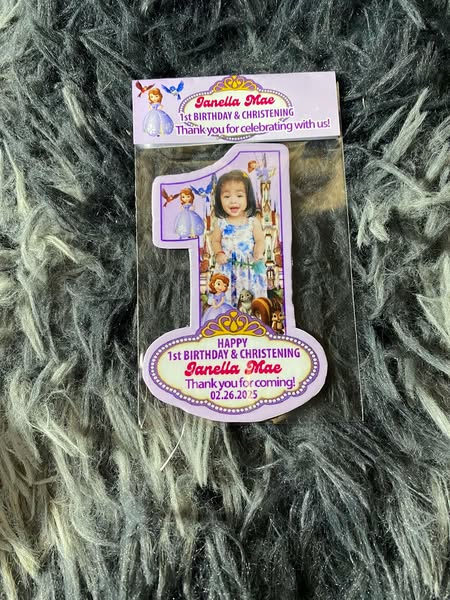 Janella Mae
1st BIRTHDAY & CHRISTENING
Thank you for celebrating with us!
HAPPY
1st BIRTHDAY & CHRISTENING
Janella Mae
Thank you for coming!
02.26.2025